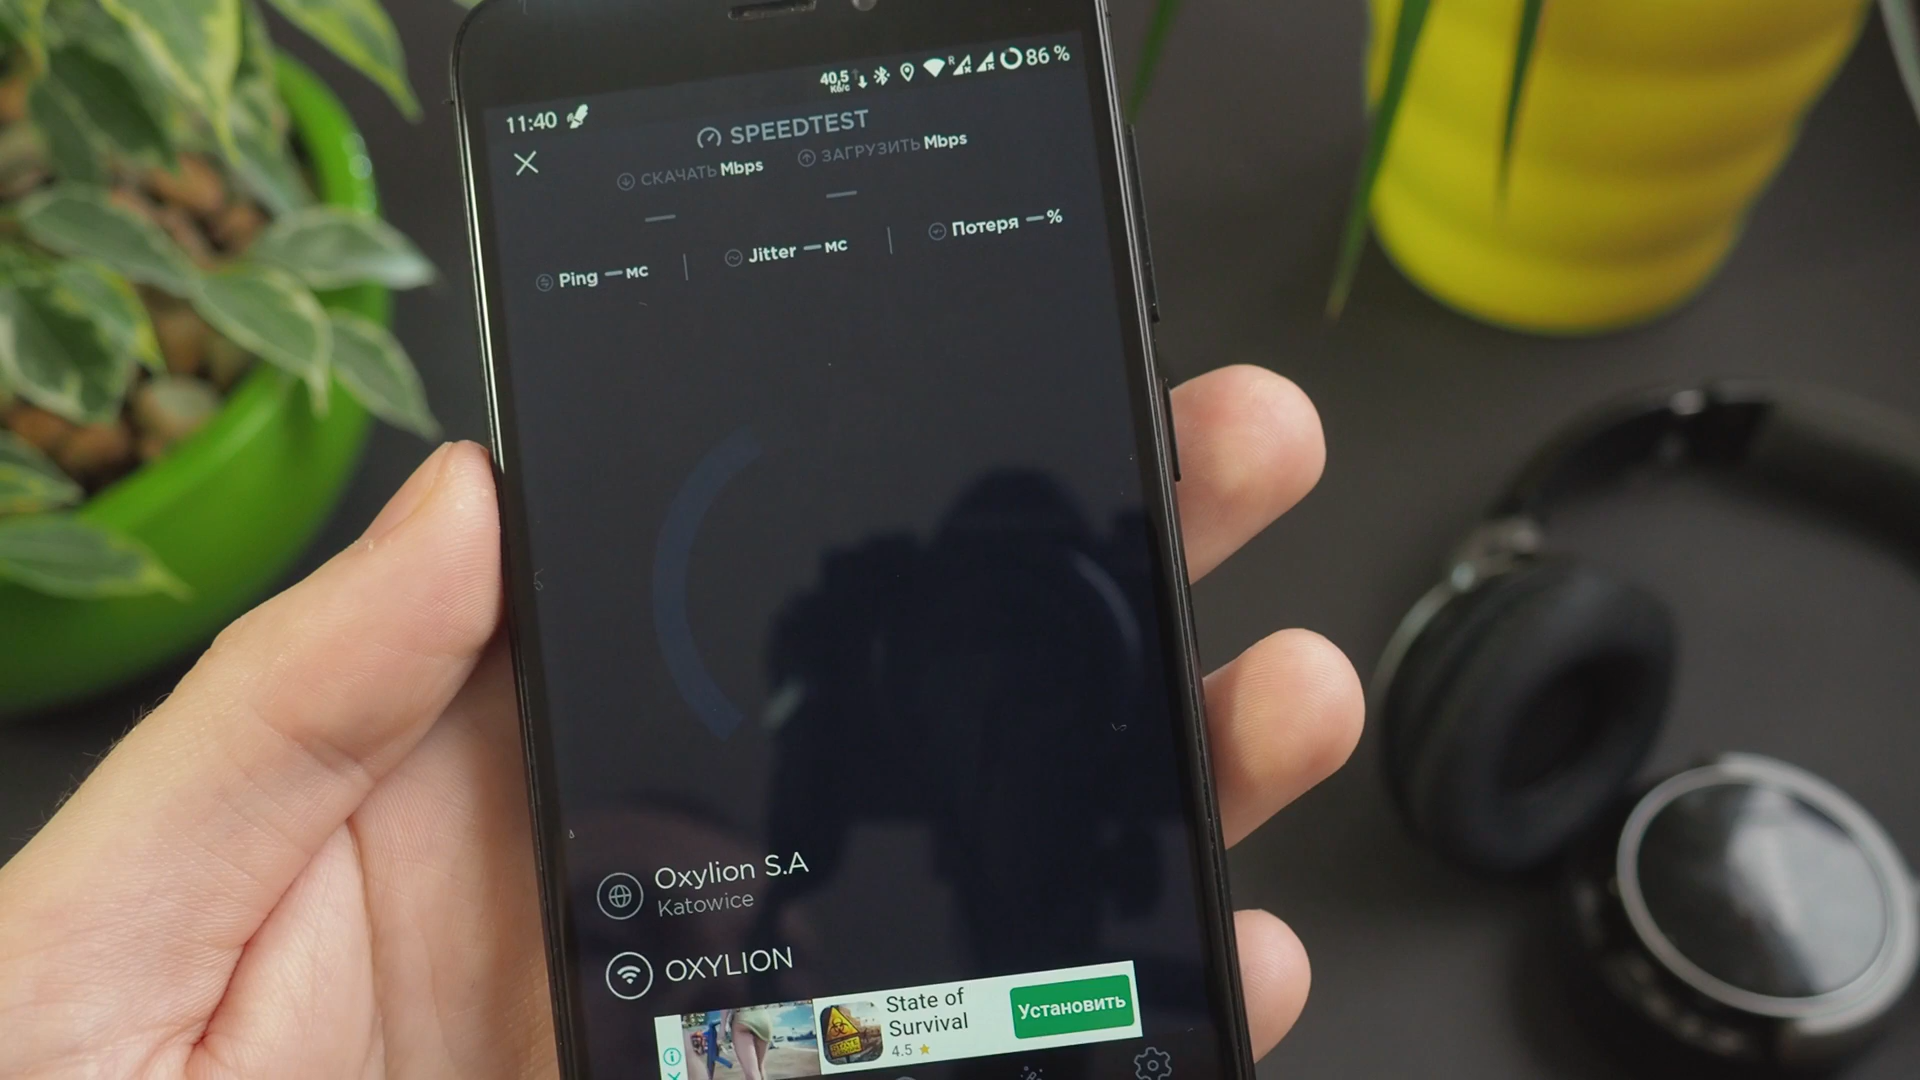 11:40
40,5 Кб/с R 86 %
SPEEDTEST
СКАЧАТЬ Mbps
ЗАГРУЗИТЬ Mbps
—
—
Ping — мс
Jitter — мс
Потеря — %
Oxylion S.A
Katowice
OXYLION
State of
Survival
4.5
Установить